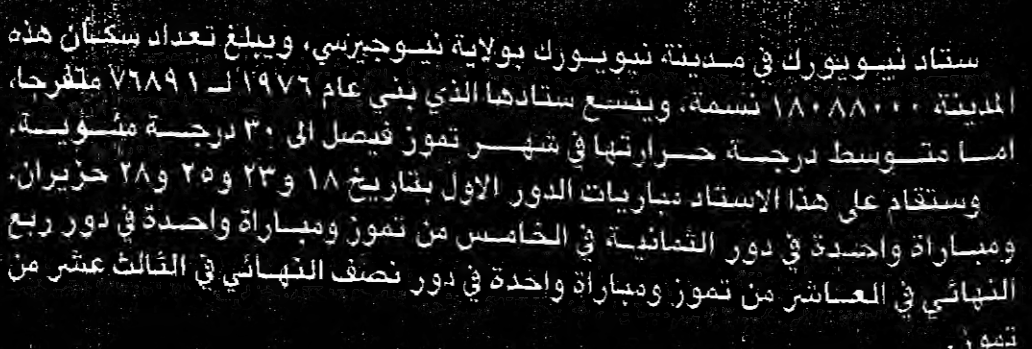 ستاد نيويورك في مدينة نيويورك بولاية نيوجيرسي، ويبلغ تعداد سكان هذه
المدينة ١٨٠٨٨٠٠٠ نسمة، ويتسع ستادها الذي بني عام ١٩٧٦ لـ ٧٦٨٩١ متفرجا،
اما متوسط درجة حرارتها في شهر تموز فيصل الى ٣٠ درجة مئوية.
وستقام على هذا الاستاد مباريات الدور الاول بتاريخ ١٨ و٢٣ و٢٥ و٢٨ حزيران،
ومباراة واحدة في دور الثمانية في الخامس من تموز ومباراة واحدة في دور ربع
النهائي في العاشر من تموز ومباراة واحدة في دور نصف النهائي في الثالث عشر من
تموز.